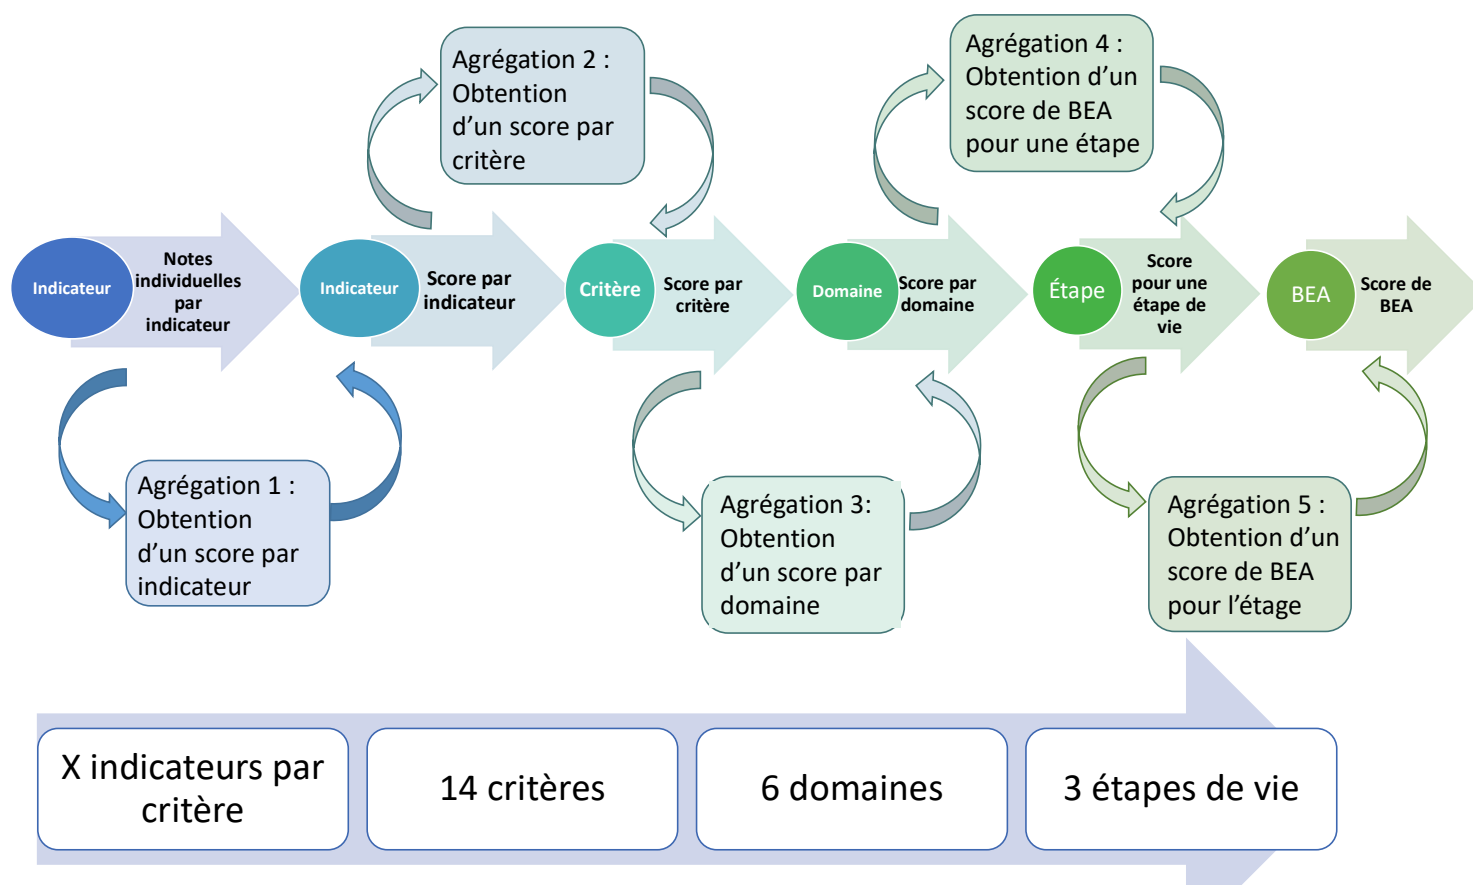 Agrégation 2 :
Obtention
d’un score par
critère
Agrégation 4 :
Obtention d’un
score de BEA
pour une étape
Indicateur
Notes
individuelles
par
indicateur
Indicateur
Score par
indicateur
Critère
Score par
critère
Domaine
Score par
domaine
Étape
Score
pour une
étape de
vie
BEA
Score de
BEA
Agrégation 1 :
Obtention
d’un score par
indicateur
Agrégation 3:
Obtention
d’un score par
domaine
Agrégation 5 :
Obtention d’un
score de BEA
pour l’étage
X indicateurs par
critère
14 critères
6 domaines
3 étapes de vie